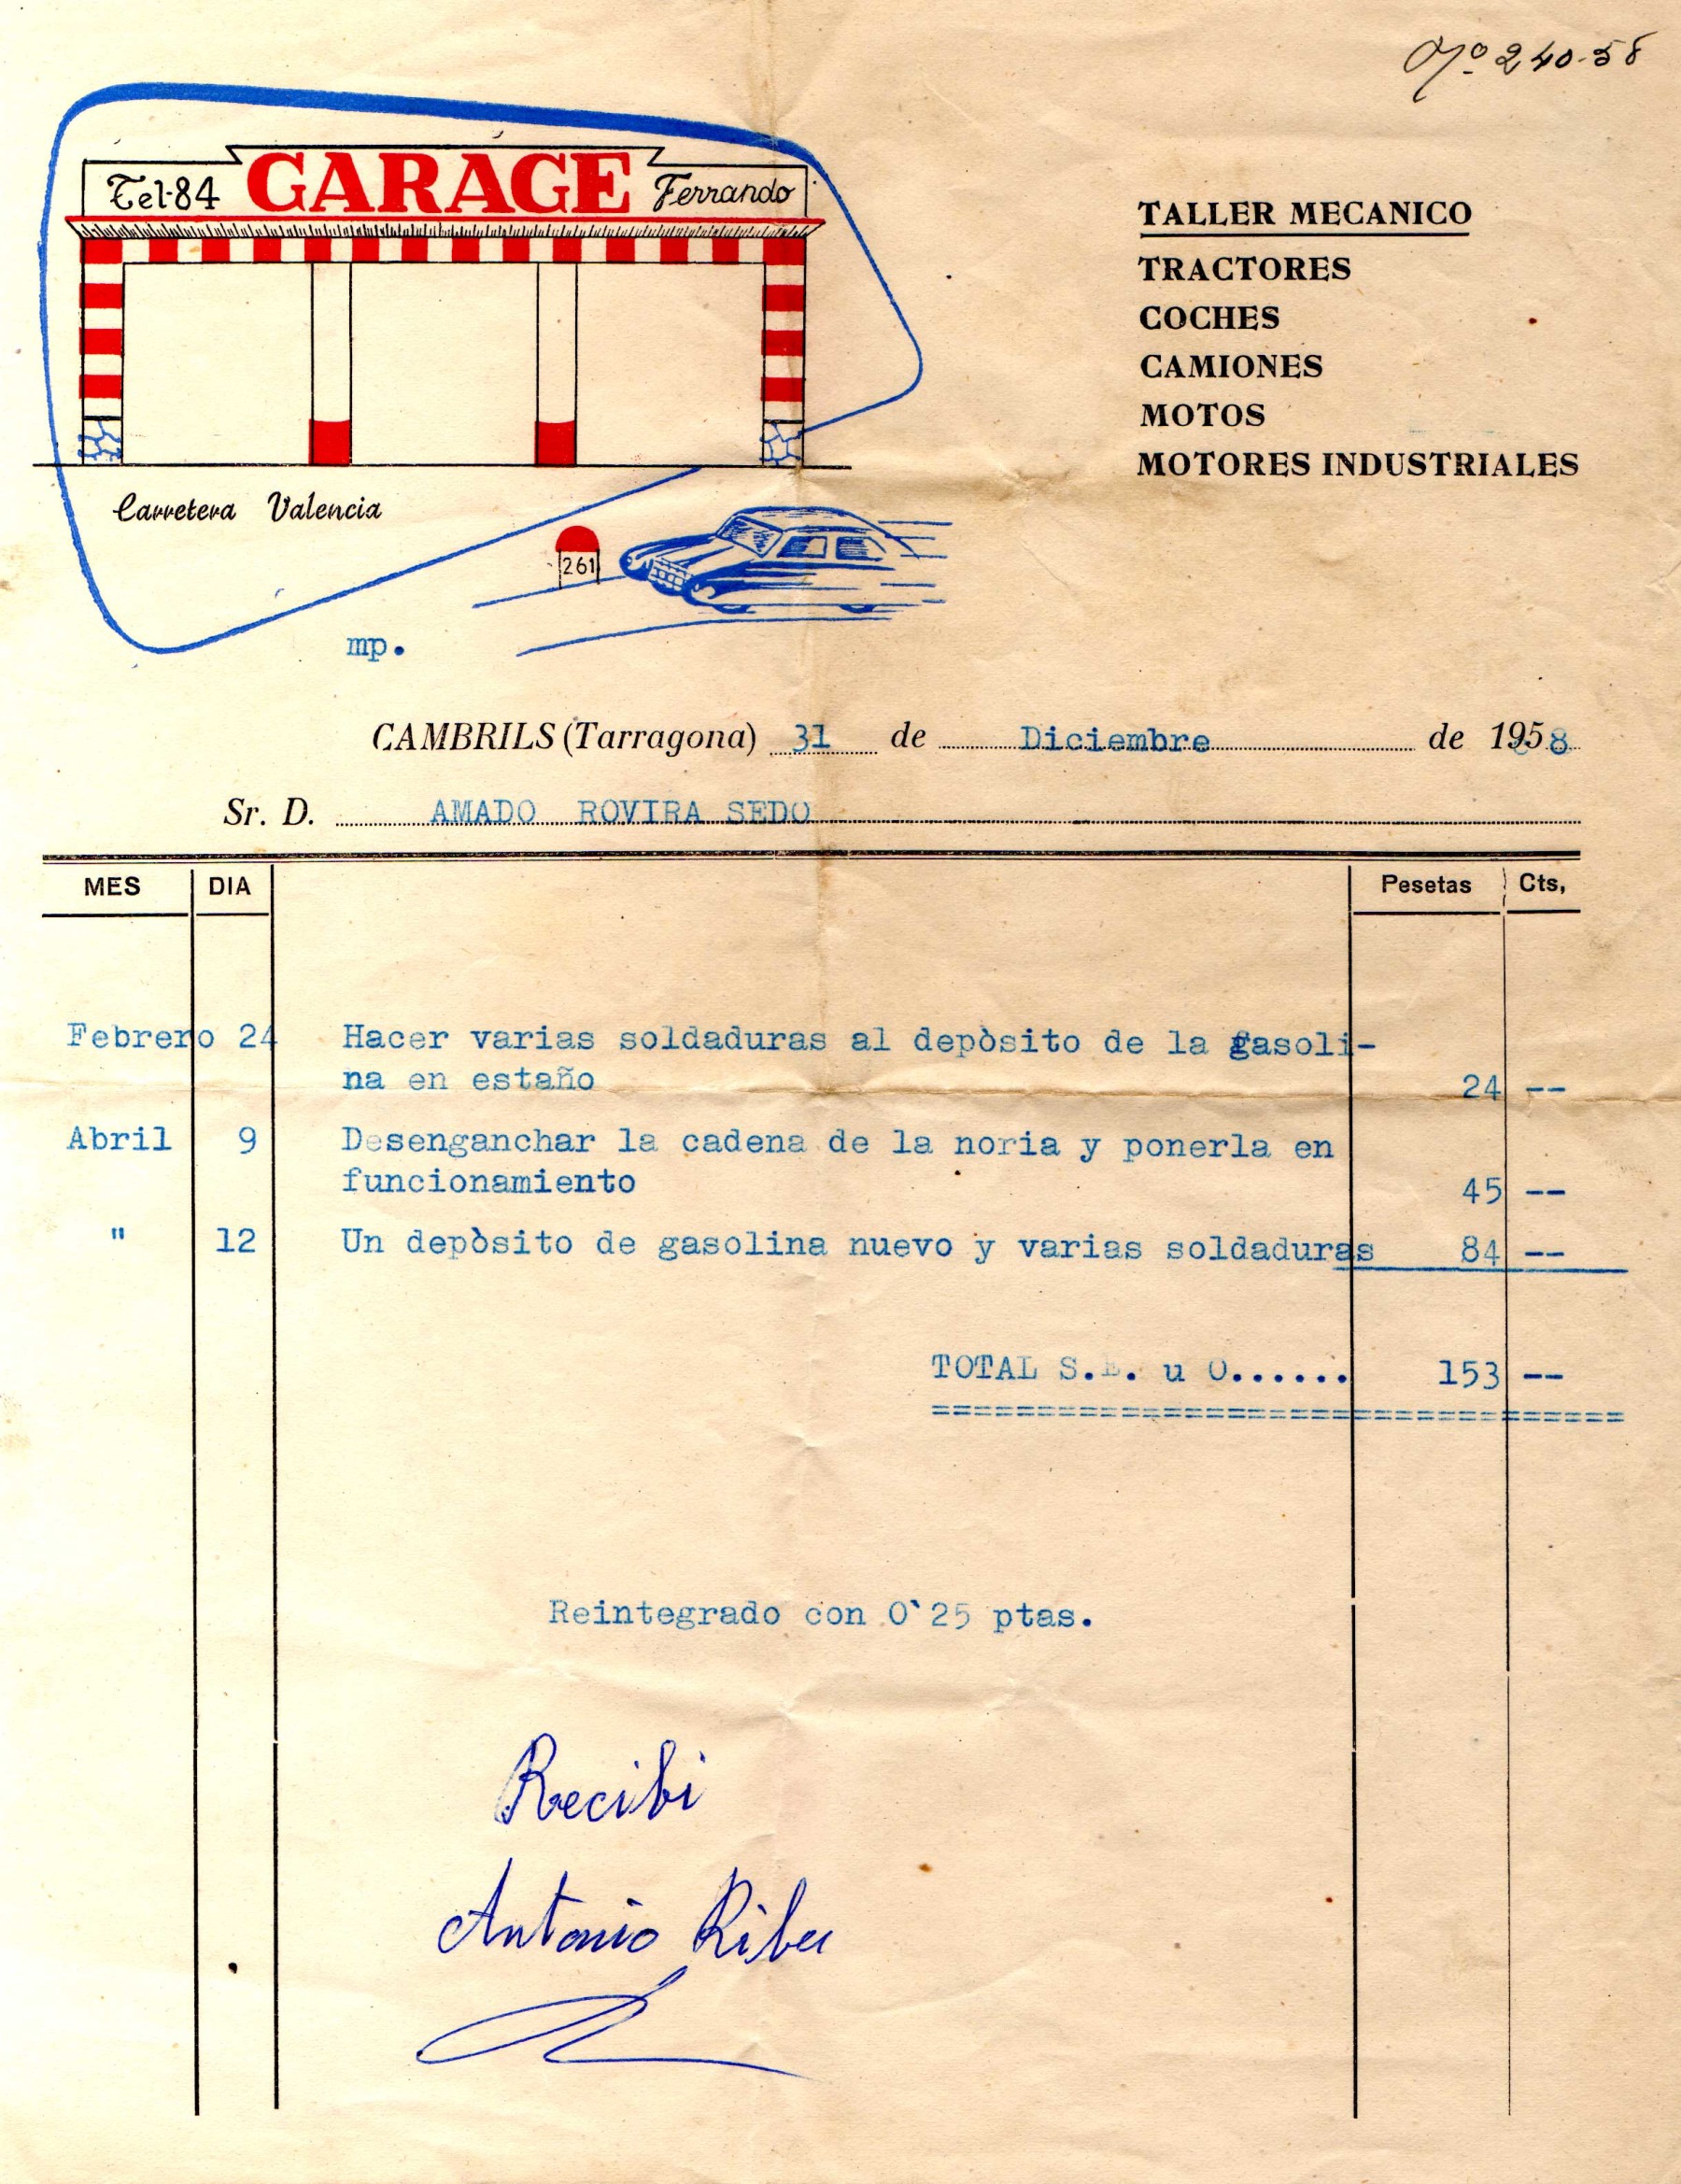 Nº 240-58
Tel-84 GARAGE Ferrando
TALLER MECANICO
TRACTORES
COCHES
CAMIONES
MOTOS
MOTORES INDUSTRIALES
Carretera Valencia
261
mp.
CAMBRILS (Tarragona) 31 de Diciembre de 1958
Sr. D. AMADO ROVIRA SEDO
MES DIA Pesetas Cts,
Febrero 24 Hacer varias soldaduras al depòsito de la gasoli-
na en estaño 24 --
Abril 9 Desenganchar la cadena de la noria y ponerla en
funcionamiento 45 --
" 12 Un depòsito de gasolina nuevo y varias soldaduras 84 --
TOTAL S.E. u O...... 153 --
Reintegrado con 0`25 ptas.
Recibi
Antonio